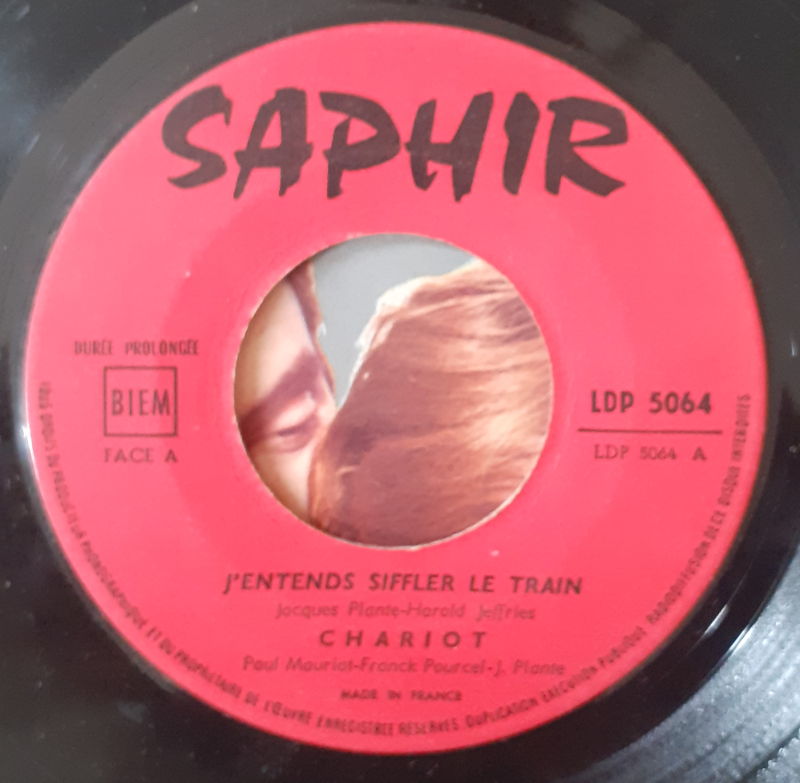 SAPHIR
DURÉE PROLONGÉE
BIEM
FACE A
LDP 5064
LDP 5064 A
J'ENTENDS SIFFLER LE TRAIN
Jacques Plante-Harold Jeffries
CHARIOT
Paul Mauriat-Franck Pourcel-J. Plante
MADE IN FRANCE
TOUS DROITS DU PRODUCTEUR PHONOGRAPHIQUE ET DU PROPRIÉTAIRE DE L'ŒUVRE ENREGISTRÉE RÉSERVÉS. DUPLICATION EXÉCUTION PUBLIQUE RADIODIFFUSION DE CE DISQUE INTERDITES